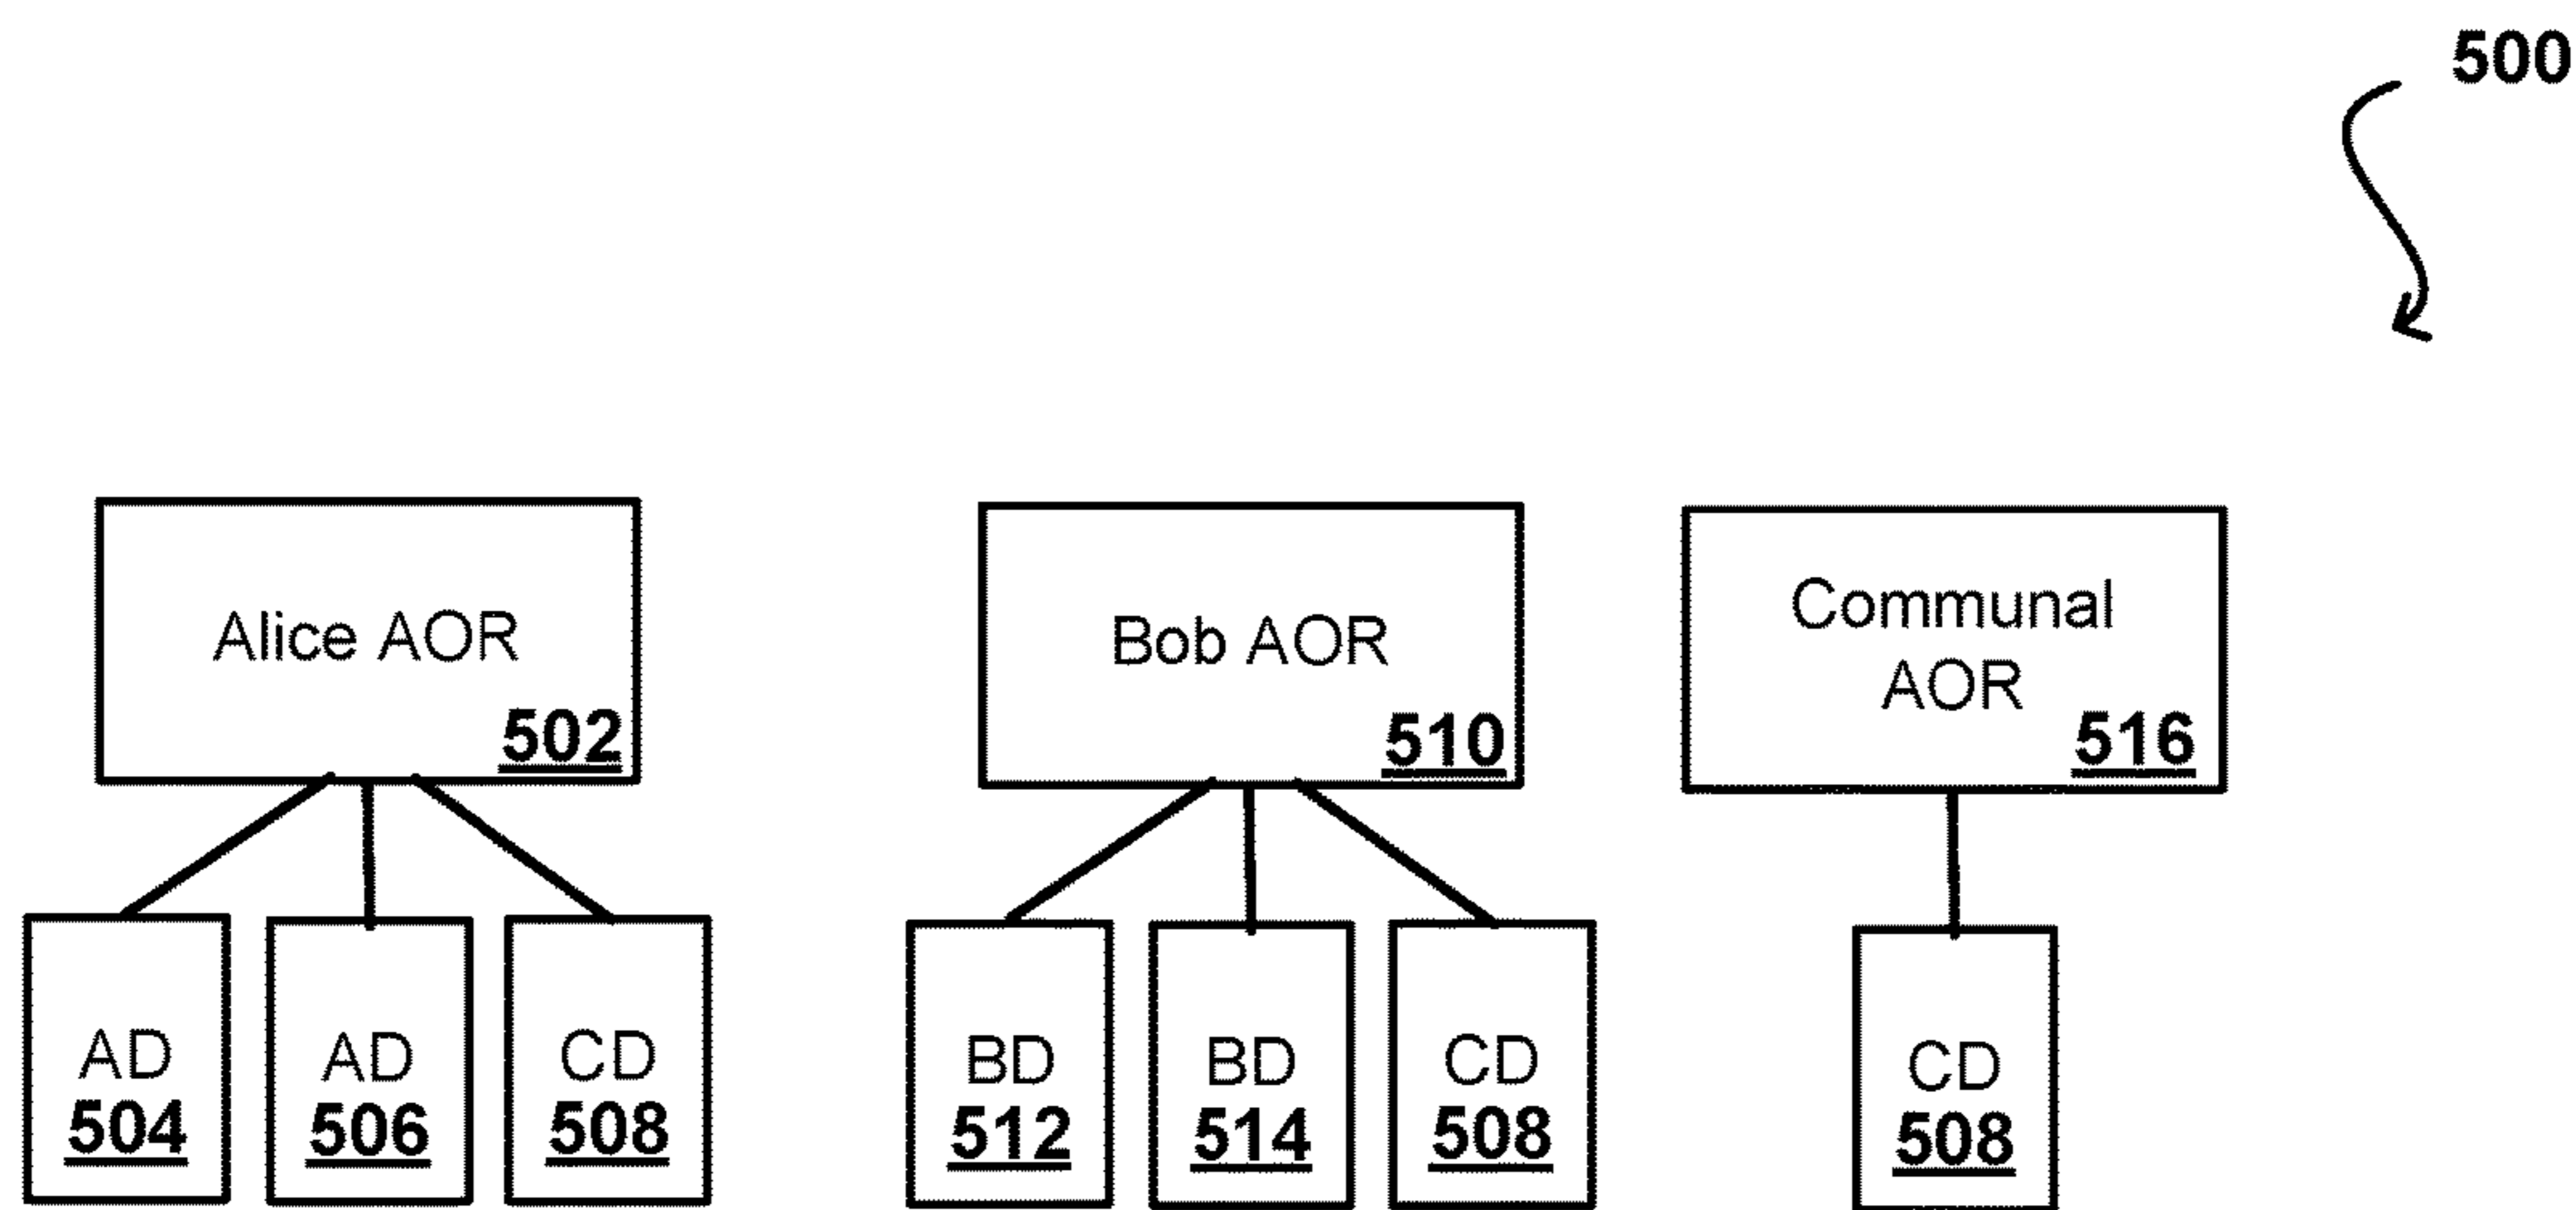 500
Alice AOR
502
Bob AOR
510
Communal
AOR
516
AD
504
AD
506
CD
508
BD
512
BD
514
CD
508
CD
508